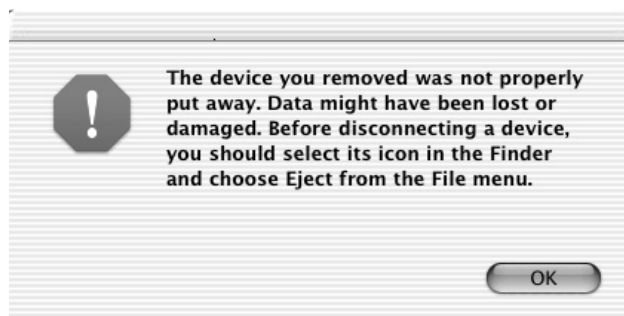 The device you removed was not properly
put away. Data might have been lost or
damaged. Before disconnecting a device,
you should select its icon in the Finder
and choose Eject from the File menu.
OK